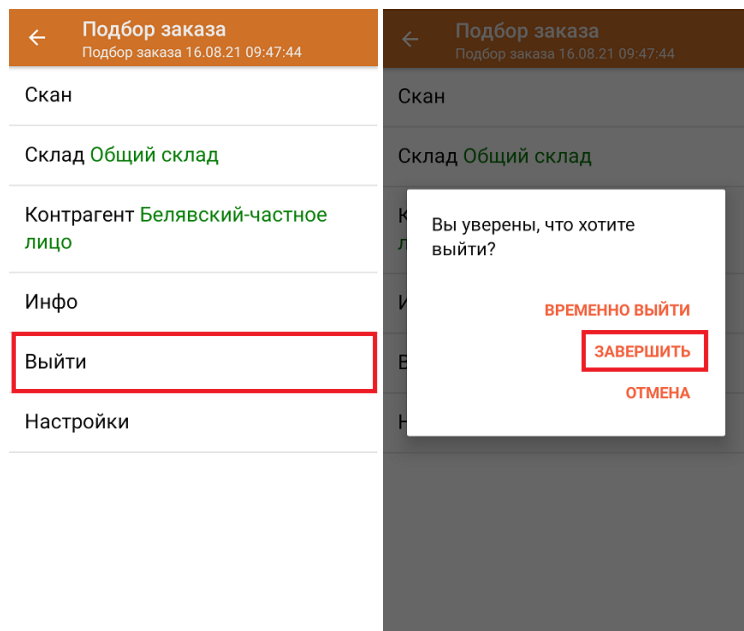 Подбор заказа
Подбор заказа 16.08.21 09:47:44
Скан
Склад Общий склад
Контрагент Белявский-частное
лицо
Инфо
Выйти
Настройки
Подбор заказа
Подбор заказа 16.08.21 09:47:44
Скан
Склад Общий склад
К
л
Вы уверены, что хотите
выйти?
И
ВРЕМЕННО ВЫЙТИ
В
ЗАВЕРШИТЬ
ОТМЕНА
Н